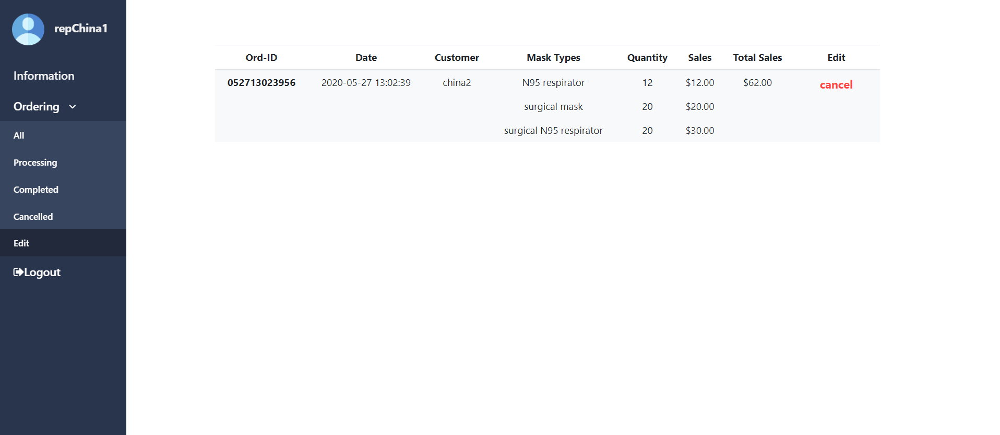 repChina1
Information
Ordering
All
Processing
Completed
Cancelled
Edit
Logout
Ord-ID Date Customer Mask Types Quantity Sales Total Sales Edit
052713023956 2020-05-27 13:02:39 china2 N95 respirator 12 $12.00 $62.00 cancel
surgical mask 20 $20.00
surgical N95 respirator 20 $30.00